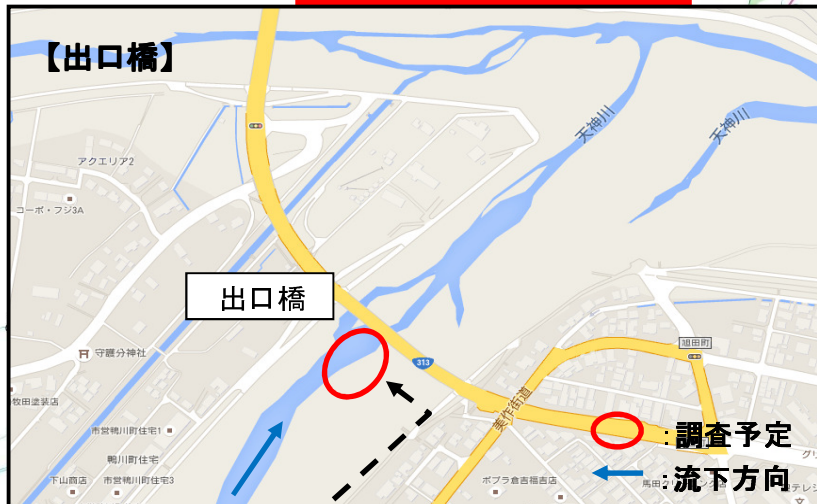 【出口橋】
アクエリア2
コーポ・フジ3A
天神川
天神川
出口橋
旭田町
守護分神社
313
牧田塗装店
美作街道
市営鴨川町住宅1
:調査予定
鴨川町住宅
下山商店
市営鴨川町住宅3
ポプラ倉吉福吉店
:流下方向